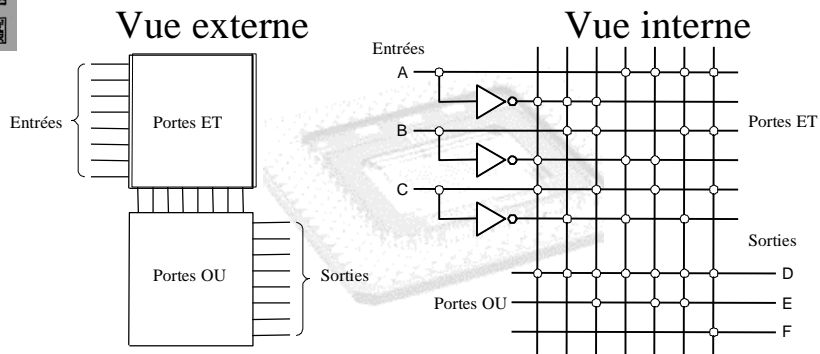 Vue externe
Entrées
Portes ET
Portes OU
Sorties
Vue interne
Entrées
A
B
C
Portes ET
Sorties
D
Portes OU
E
F